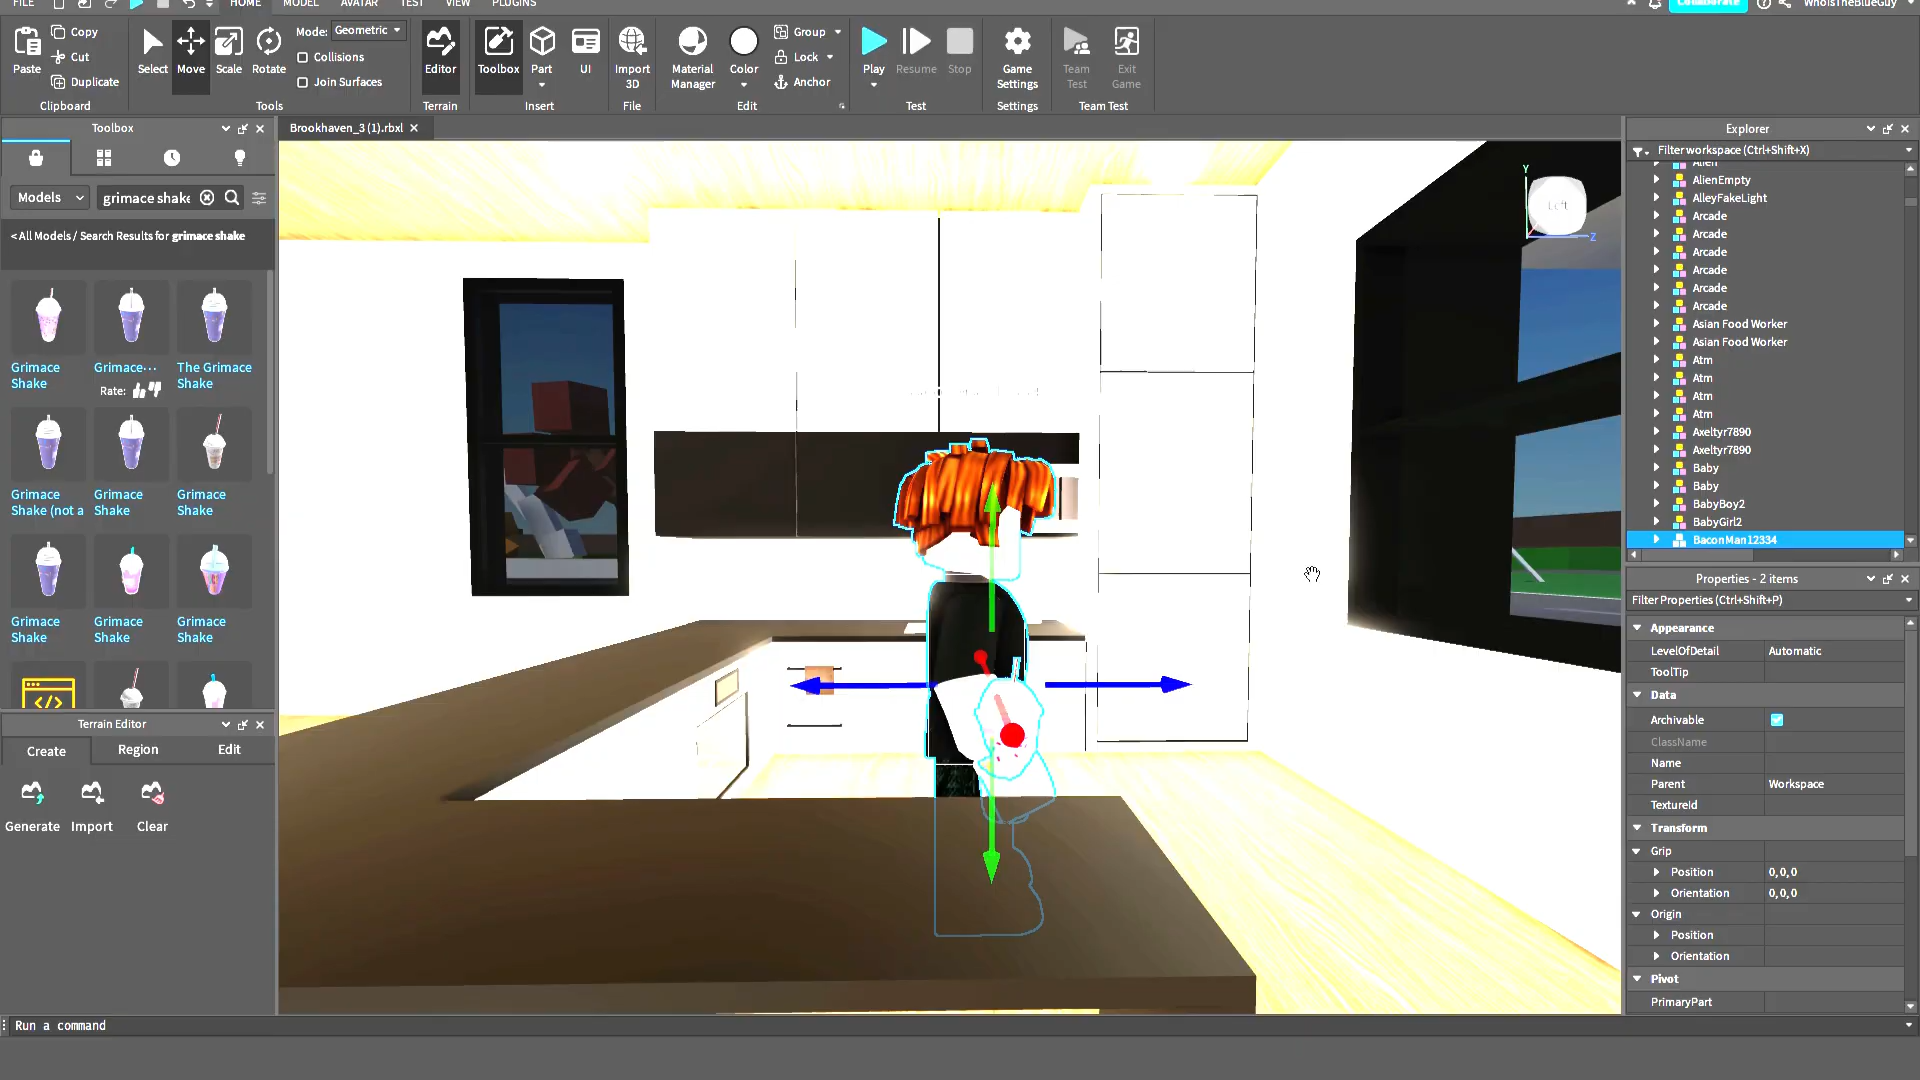 FILE
HOME
MODEL
AVATAR
TEST
VIEW
PLUGINS
Collaborate
WhoIsTheBlueGuy
Paste
Copy
Cut
Duplicate
Clipboard
Select
Move
Scale
Rotate
Mode: Geometric
Collisions
Join Surfaces
Tools
Editor
Terrain
Toolbox
Part
UI
Insert
Import
3D
File
Material
Manager
Color
Group
Lock
Anchor
Edit
Play
Resume
Stop
Test
Game
Settings
Settings
Team
Test
Exit
Game
Team Test
Toolbox
Models
grimace shake
< All Models / Search Results for grimace shake
Grimace
Shake
Grimace...
Rate:
The Grimace
Shake
Grimace
Shake (not a
Grimace
Shake
Grimace
Shake
Grimace
Shake
Grimace
Shake
Grimace
Shake
Terrain Editor
Create
Region
Edit
Generate
Import
Clear
Brookhaven_3 (1).rbxl
Y
Left
Z
Explorer
Filter workspace (Ctrl+Shift+X)
Alien
AlienEmpty
AlleyFakeLight
Arcade
Arcade
Arcade
Arcade
Arcade
Arcade
Asian Food Worker
Asian Food Worker
Atm
Atm
Atm
Atm
Axeltyr7890
Axeltyr7890
Baby
Baby
BabyBoy2
BabyGirl2
BaconMan12334
Properties - 2 items
Filter Properties (Ctrl+Shift+P)
Appearance
LevelOfDetail Automatic
ToolTip
Data
Archivable
ClassName
Name
Parent Workspace
TextureId
Transform
Grip
Position 0, 0, 0
Orientation 0, 0, 0
Origin
Position
Orientation
Pivot
PrimaryPart
Run a command